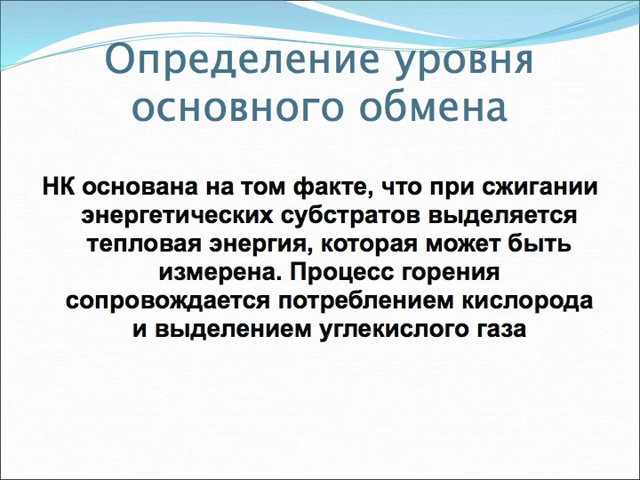 Определение уровня
основного обмена
НК основана на том факте, что при сжигании
энергетических субстратов выделяется
тепловая энергия, которая может быть
измерена. Процесс горения
сопровождается потреблением кислорода
и выделением углекислого газа